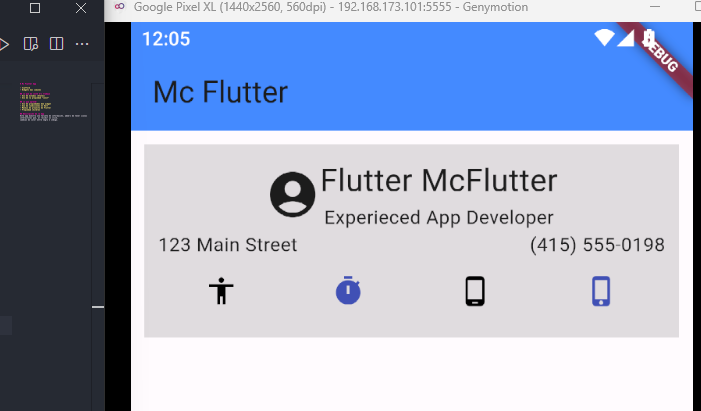 Google Pixel XL (1440x2560, 560dpi) - 192.168.173.101:5555 - Genymotion
12:05
DEBUG
Mc Flutter
Flutter McFlutter
Experieced App Developer
123 Main Street (415) 555-0198